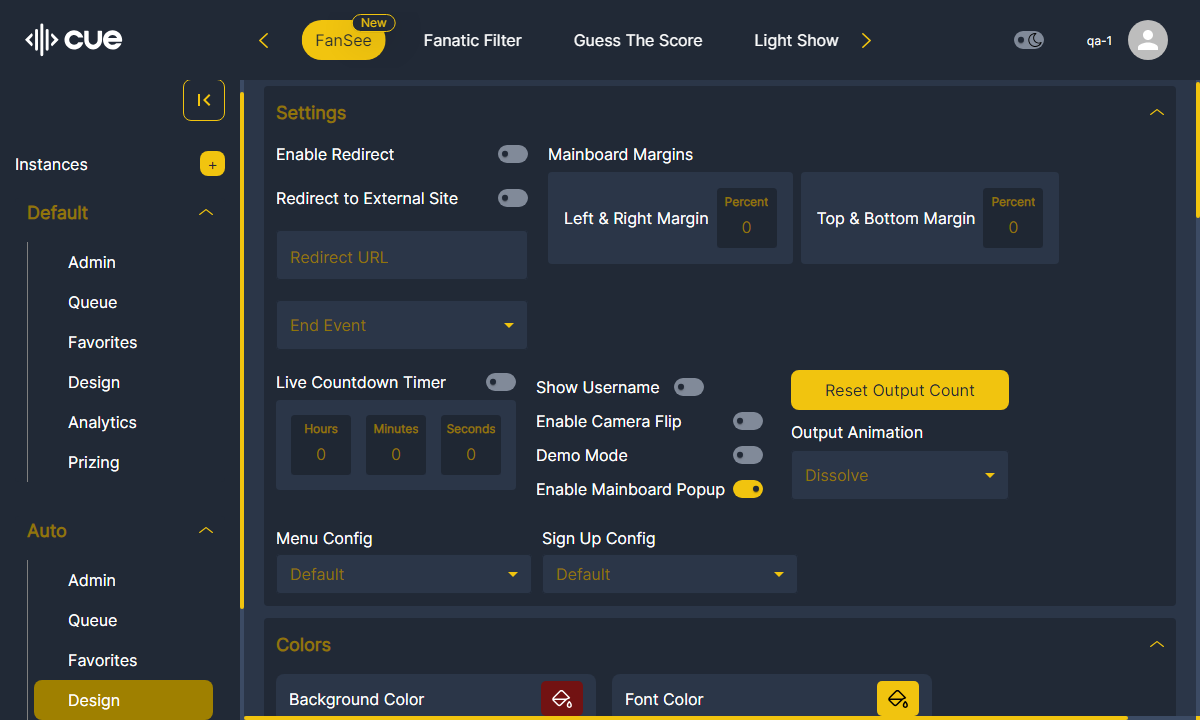 cue
FanSee
New
Fanatic Filter
Guess The Score
Light Show
qa-1
Instances
+
Default
Admin
Queue
Favorites
Design
Analytics
Prizing
Auto
Admin
Queue
Favorites
Design
Settings
Enable Redirect
Redirect to External Site
Redirect URL
End Event
Mainboard Margins
Left & Right Margin
Percent
0
Top & Bottom Margin
Percent
0
Live Countdown Timer
Hours
0
Minutes
0
Seconds
0
Show Username
Enable Camera Flip
Demo Mode
Enable Mainboard Popup
Reset Output Count
Output Animation
Dissolve
Menu Config
Default
Sign Up Config
Default
Colors
Background Color
Font Color